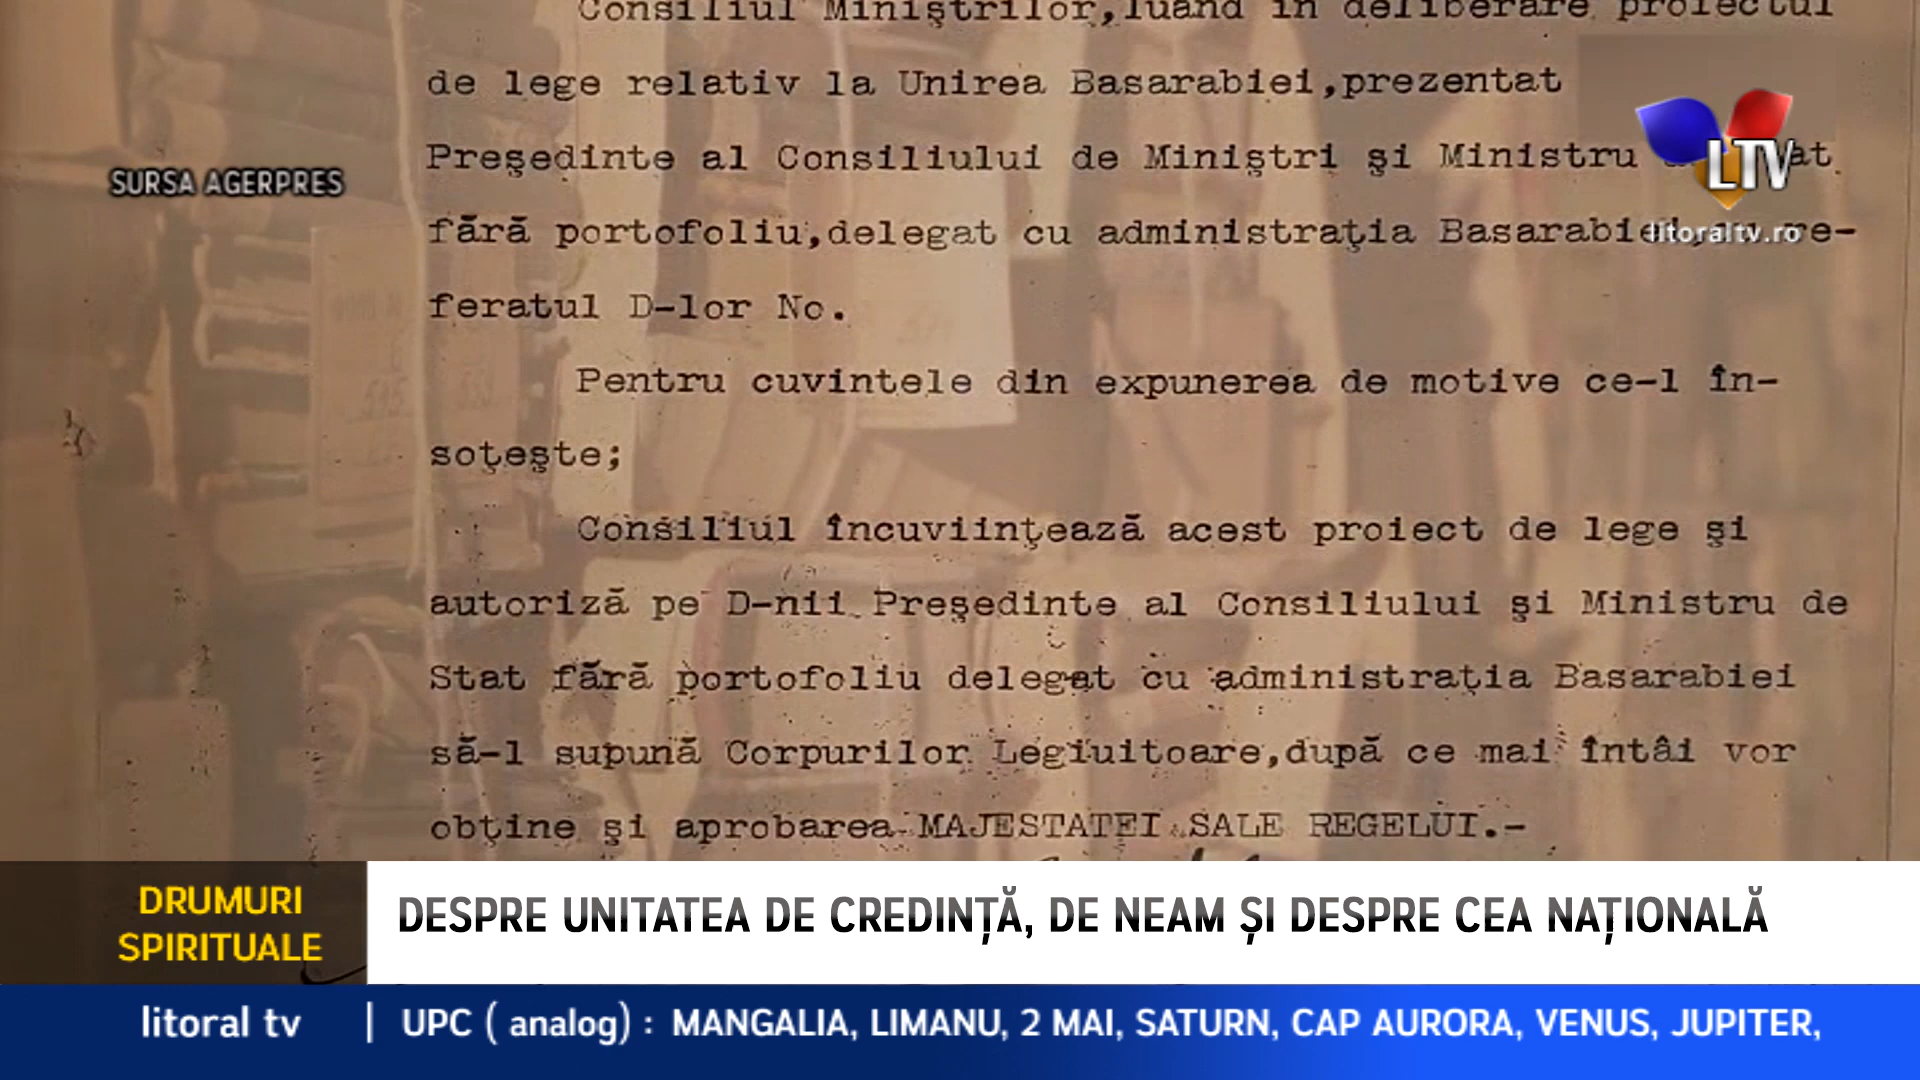 Consiliul Miniştrilor,luând în deliberare proiectul
de lege relativ la Unirea Basarabiei,prezentat
Preşedinte al Consiliului de Miniştri şi Ministru
fără portofoliu,delegat cu administraţia Basarabiei re-
feratul D-lor No.
Pentru cuvintele din expunerea de motive ce-l în-
soţeşte;
Consiliul încuviinţează acest proiect de lege şi
autoriză pe D-nii Preşedinte al Consiliului şi Ministru de
Stat fără portofoliu delegat cu administraţia Basarabiei
să-l supună Corpurilor Legiuitoare,după ce mai întâi vor
obţine şi aprobarea MAJESTATEI SALE REGELUI.-
SURSA AGERPRES
LTV
litoraltv.ro
DRUMURI
SPIRITUALE
DESPRE UNITATEA DE CREDINȚĂ, DE NEAM ȘI DESPRE CEA NAȚIONALĂ
litoral tv | UPC ( analog) : MANGALIA, LIMANU, 2 MAI, SATURN, CAP AURORA, VENUS, JUPITER,